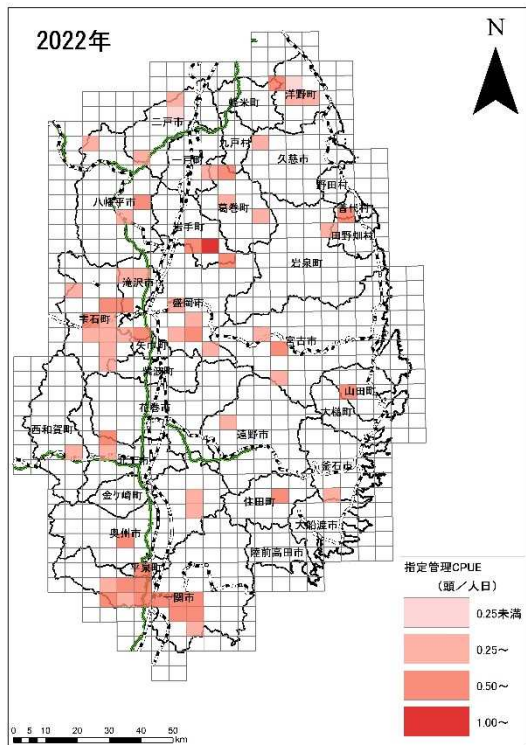 2022年
N
洋野町
軽米町
二戸市
九戸村
一戸町
久慈市
野田村
八幡平市
葛巻町
普代村
岩手町
田野畑村
岩泉町
滝沢市
盛岡市
雫石町
矢巾町
宮古市
紫波町
山田町
花巻市
大槌町
西和賀町
遠野市
釜石市
金ケ崎町
住田町
大船渡市
奥州市
陸前高田市
平泉町
一関市
指定管理CPUE
(頭/人日)
0.25未満
0.25~
0.50~
1.00~
0 5 10 20 30 40 50
km